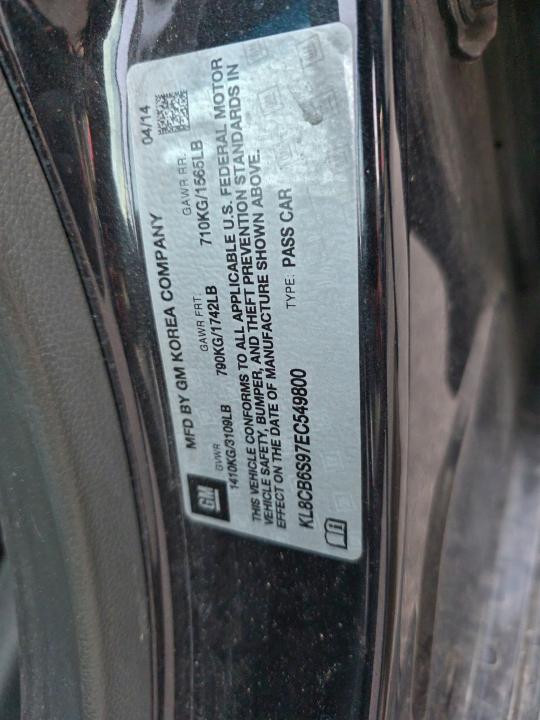 MFD BY GM KOREA COMPANY 04/14
GM
GVWR GAWR FRT. GAWR RR.
1410KG/3109LB 790KG/1742LB 710KG/1565LB
THIS VEHICLE CONFORMS TO ALL APPLICABLE U.S. FEDERAL MOTOR
VEHICLE SAFETY, BUMPER, AND THEFT PREVENTION STANDARDS IN
EFFECT ON THE DATE OF MANUFACTURE SHOWN ABOVE.
KL8CB6S97EC549800 TYPE: PASS CAR